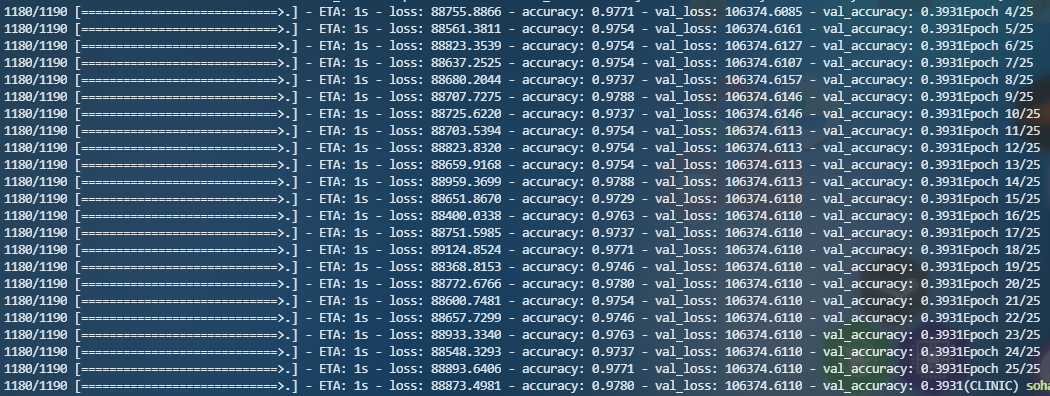 1180/1190 [============================>.] - ETA: 1s - loss: 88755.8866 - accuracy: 0.9771 - val_loss: 106374.6085 - val_accuracy: 0.3931Epoch 4/25
1180/1190 [============================>.] - ETA: 1s - loss: 88561.3811 - accuracy: 0.9754 - val_loss: 106374.6161 - val_accuracy: 0.3931Epoch 5/25
1180/1190 [============================>.] - ETA: 1s - loss: 88823.3539 - accuracy: 0.9754 - val_loss: 106374.6127 - val_accuracy: 0.3931Epoch 6/25
1180/1190 [============================>.] - ETA: 1s - loss: 88637.2525 - accuracy: 0.9754 - val_loss: 106374.6107 - val_accuracy: 0.3931Epoch 7/25
1180/1190 [============================>.] - ETA: 1s - loss: 88680.2044 - accuracy: 0.9737 - val_loss: 106374.6157 - val_accuracy: 0.3931Epoch 8/25
1180/1190 [============================>.] - ETA: 1s - loss: 88707.7275 - accuracy: 0.9788 - val_loss: 106374.6146 - val_accuracy: 0.3931Epoch 9/25
1180/1190 [============================>.] - ETA: 1s - loss: 88725.6220 - accuracy: 0.9737 - val_loss: 106374.6146 - val_accuracy: 0.3931Epoch 10/25
1180/1190 [============================>.] - ETA: 1s - loss: 88703.5394 - accuracy: 0.9754 - val_loss: 106374.6113 - val_accuracy: 0.3931Epoch 11/25
1180/1190 [============================>.] - ETA: 1s - loss: 88823.8320 - accuracy: 0.9754 - val_loss: 106374.6113 - val_accuracy: 0.3931Epoch 12/25
1180/1190 [============================>.] - ETA: 1s - loss: 88659.9168 - accuracy: 0.9754 - val_loss: 106374.6113 - val_accuracy: 0.3931Epoch 13/25
1180/1190 [============================>.] - ETA: 1s - loss: 88959.3699 - accuracy: 0.9788 - val_loss: 106374.6113 - val_accuracy: 0.3931Epoch 14/25
1180/1190 [============================>.] - ETA: 1s - loss: 88651.8670 - accuracy: 0.9729 - val_loss: 106374.6110 - val_accuracy: 0.3931Epoch 15/25
1180/1190 [============================>.] - ETA: 1s - loss: 88400.0338 - accuracy: 0.9763 - val_loss: 106374.6110 - val_accuracy: 0.3931Epoch 16/25
1180/1190 [============================>.] - ETA: 1s - loss: 88751.5985 - accuracy: 0.9737 - val_loss: 106374.6110 - val_accuracy: 0.3931Epoch 17/25
1180/1190 [============================>.] - ETA: 1s - loss: 89124.8524 - accuracy: 0.9771 - val_loss: 106374.6110 - val_accuracy: 0.3931Epoch 18/25
1180/1190 [============================>.] - ETA: 1s - loss: 88368.8153 - accuracy: 0.9746 - val_loss: 106374.6110 - val_accuracy: 0.3931Epoch 19/25
1180/1190 [============================>.] - ETA: 1s - loss: 88772.6766 - accuracy: 0.9780 - val_loss: 106374.6110 - val_accuracy: 0.3931Epoch 20/25
1180/1190 [============================>.] - ETA: 1s - loss: 88600.7481 - accuracy: 0.9754 - val_loss: 106374.6110 - val_accuracy: 0.3931Epoch 21/25
1180/1190 [============================>.] - ETA: 1s - loss: 88657.7299 - accuracy: 0.9746 - val_loss: 106374.6110 - val_accuracy: 0.3931Epoch 22/25
1180/1190 [============================>.] - ETA: 1s - loss: 88933.3340 - accuracy: 0.9763 - val_loss: 106374.6110 - val_accuracy: 0.3931Epoch 23/25
1180/1190 [============================>.] - ETA: 1s - loss: 88548.3293 - accuracy: 0.9737 - val_loss: 106374.6110 - val_accuracy: 0.3931Epoch 24/25
1180/1190 [============================>.] - ETA: 1s - loss: 88893.6406 - accuracy: 0.9771 - val_loss: 106374.6110 - val_accuracy: 0.3931Epoch 25/25
1180/1190 [============================>.] - ETA: 1s - loss: 88873.4981 - accuracy: 0.9780 - val_loss: 106374.6110 - val_accuracy: 0.3931(CLINIC) soha